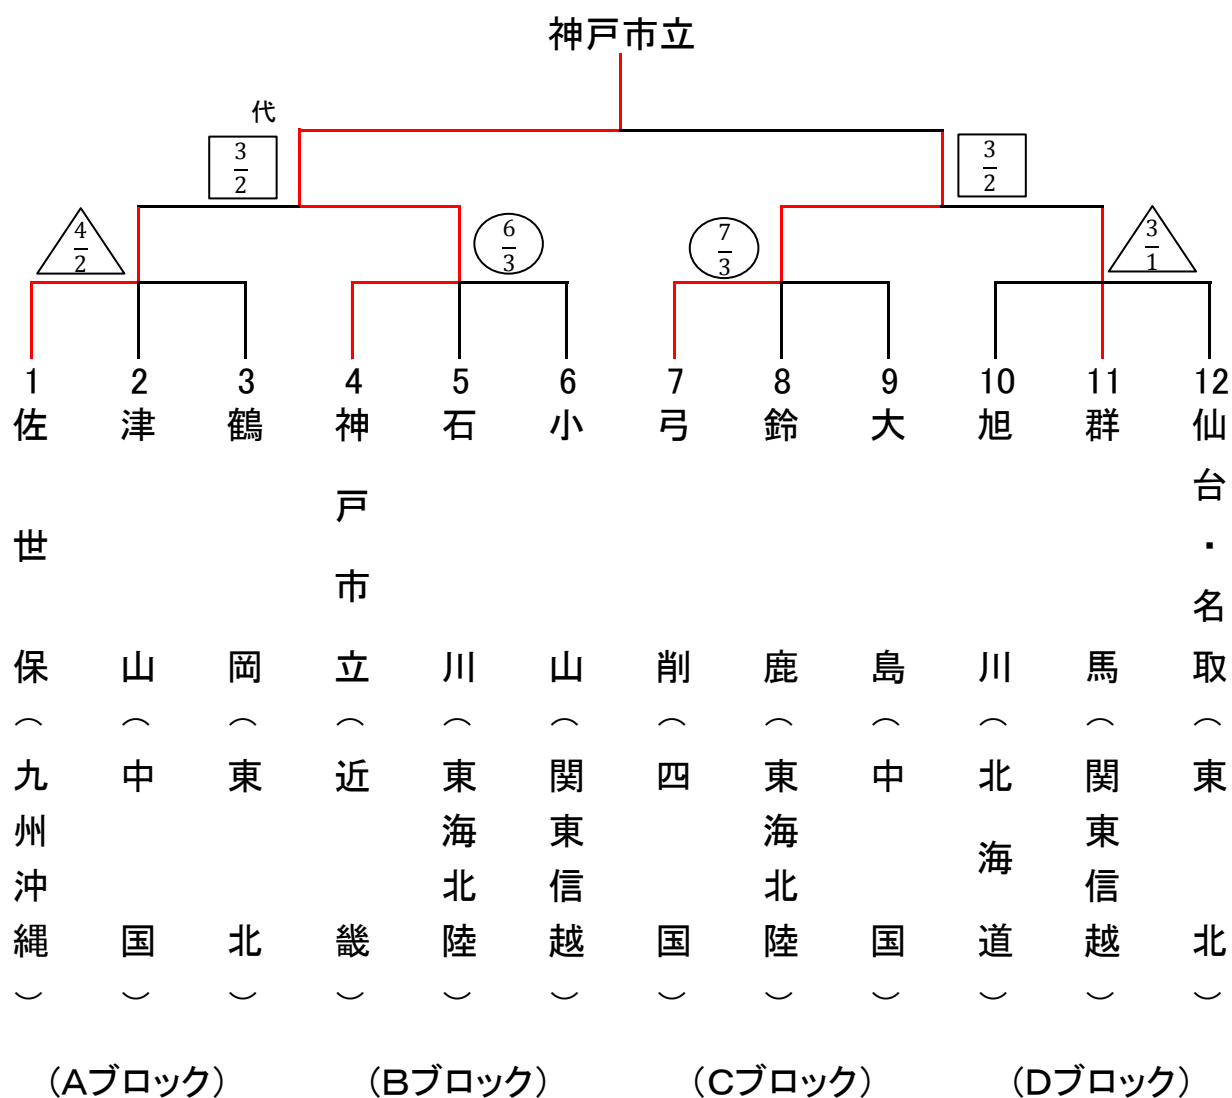 神戸市立
代
3/2
3/2
4/2
6/3
7/3
3/1
1 2 3 4 5 6 7 8 9 10 11 12
佐世保（九州沖縄）
津山（中国）
鶴岡（東北）
神戸市立（近畿）
石川（東海北陸）
小山（関東信越）
弓削（四国）
鈴鹿（東海北陸）
大島（中国）
旭川（北海道）
群馬（関東信越）
仙台・名取（東北）
（Aブロック） （Bブロック） （Cブロック） （Dブロック）